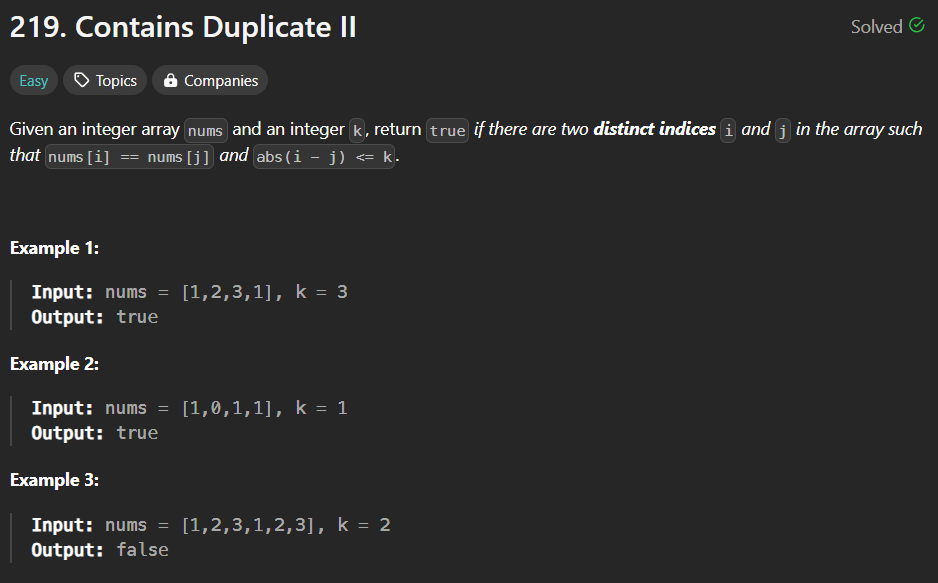 219. Contains Duplicate II
Solved
Easy
Topics
Companies
Given an integer array nums and an integer k, return true if there are two distinct indices i and j in the array such
that nums[i] == nums[j] and abs(i - j) <= k.
Example 1:
Input: nums = [1,2,3,1], k = 3
Output: true
Example 2:
Input: nums = [1,0,1,1], k = 1
Output: true
Example 3:
Input: nums = [1,2,3,1,2,3], k = 2
Output: false